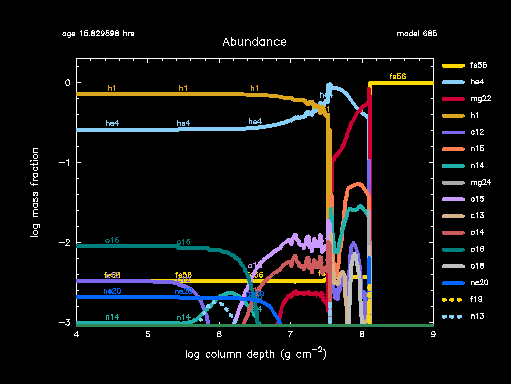 age 15.829598 hrs
model 685
Abundance
fe56
he4
mg22
h1
c12
n15
n14
mg24
o15
c13
o14
o16
o18
ne20
f19
n13
log mass fraction
0
−1
−2
−3
h1 h1 h1
he4 he4 he4
fe56
o16 o16
fe56 fe56
ne20
n14 n14
4 5 6 7 8 9
log column depth (g cm−2)